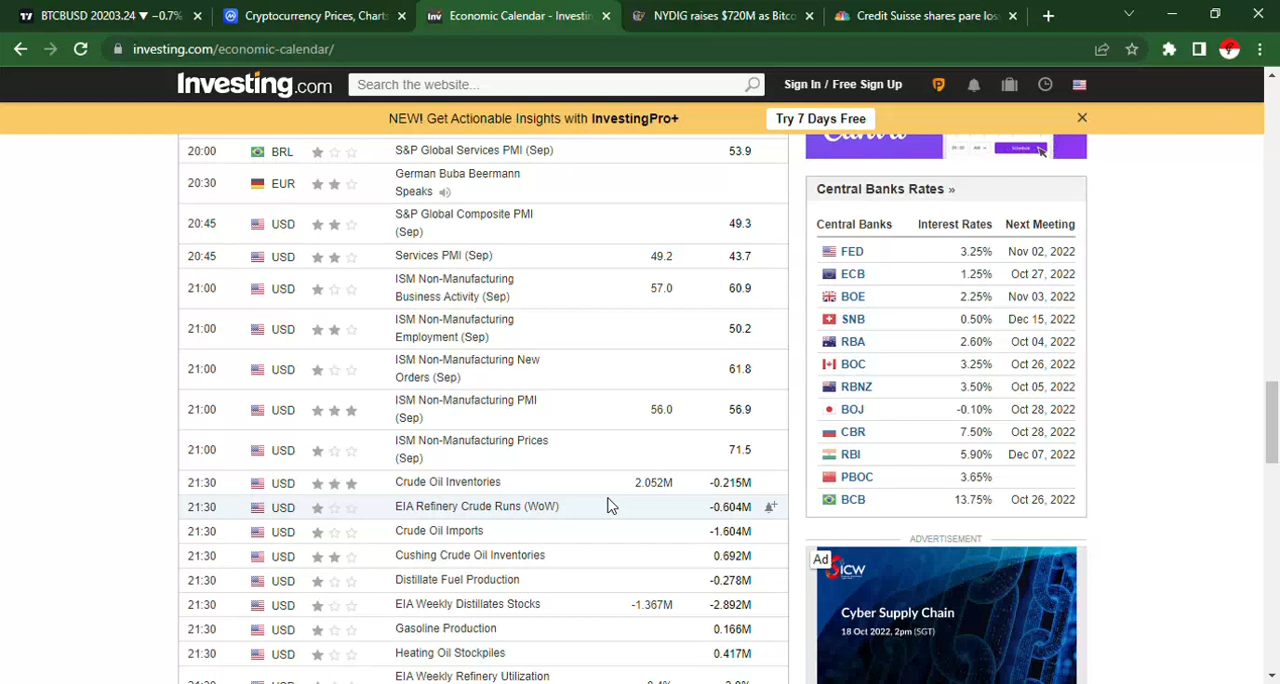 BTCBUSD 20203.24 ▼ −0.7%
Cryptocurrency Prices, Charts
Economic Calendar - Investin
NYDIG raises $720M as Bitco
Credit Suisse shares pare los
investing.com/economic-calendar/
Investing.com
Search the website...
Sign In / Free Sign Up
NEW! Get Actionable Insights with InvestingPro+
Try 7 Days Free
20:00 BRL S&P Global Services PMI (Sep) 53.9
20:30 EUR German Buba Beermann
Speaks
20:45 USD S&P Global Composite PMI
(Sep) 49.3
20:45 USD Services PMI (Sep) 49.2 43.7
21:00 USD ISM Non-Manufacturing
Business Activity (Sep) 57.0 60.9
21:00 USD ISM Non-Manufacturing
Employment (Sep) 50.2
21:00 USD ISM Non-Manufacturing New
Orders (Sep) 61.8
21:00 USD ISM Non-Manufacturing PMI
(Sep) 56.0 56.9
21:00 USD ISM Non-Manufacturing Prices
(Sep) 71.5
21:30 USD Crude Oil Inventories 2.052M -0.215M
21:30 USD EIA Refinery Crude Runs (WoW) -0.604M
21:30 USD Crude Oil Imports -1.604M
21:30 USD Cushing Crude Oil Inventories 0.692M
21:30 USD Distillate Fuel Production -0.278M
21:30 USD EIA Weekly Distillates Stocks -1.367M -2.892M
21:30 USD Gasoline Production 0.166M
21:30 USD Heating Oil Stockpiles 0.417M
EIA Weekly Refinery Utilization
Canva
Schedule
Central Banks Rates »
Central Banks Interest Rates Next Meeting
FED 3.25% Nov 02, 2022
ECB 1.25% Oct 27, 2022
BOE 2.25% Nov 03, 2022
SNB 0.50% Dec 15, 2022
RBA 2.60% Oct 04, 2022
BOC 3.25% Oct 26, 2022
RBNZ 3.50% Oct 05, 2022
BOJ -0.10% Oct 28, 2022
CBR 7.50% Oct 28, 2022
RBI 5.90% Dec 07, 2022
PBOC 3.65%
BCB 13.75% Oct 26, 2022
ADVERTISEMENT
Ad
SICW
Cyber Supply Chain
18 Oct 2022, 2pm (SGT)